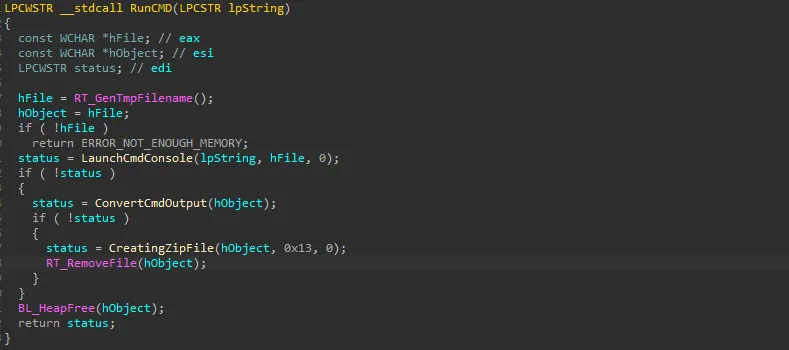 LPCWSTR __stdcall RunCMD(LPCSTR lpString)
{
  const WCHAR *hFile; // eax
  const WCHAR *hObject; // esi
  LPCWSTR status; // edi

  hFile = RT_GenTmpFilename();
  hObject = hFile;
  if ( !hFile )
    return ERROR_NOT_ENOUGH_MEMORY;
  status = LaunchCmdConsole(lpString, hFile, 0);
  if ( !status )
  {
    status = ConvertCmdOutput(hObject);
    if ( !status )
    {
      status = CreatingZipFile(hObject, 0x13, 0);
      RT_RemoveFile(hObject);
    }
  }
  BL_HeapFree(hObject);
  return status;
}